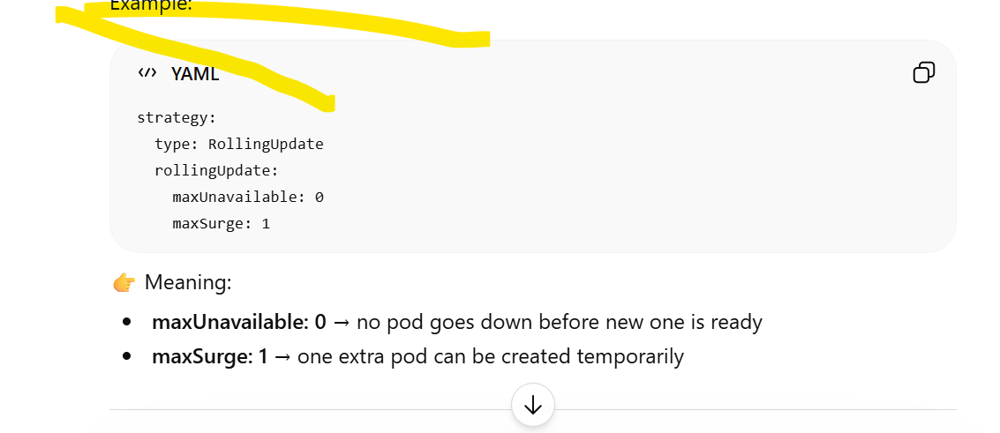 Example:
YAML
strategy:
  type: RollingUpdate
  rollingUpdate:
    maxUnavailable: 0
    maxSurge: 1
👉 Meaning:
• maxUnavailable: 0 → no pod goes down before new one is ready
• maxSurge: 1 → one extra pod can be created temporarily